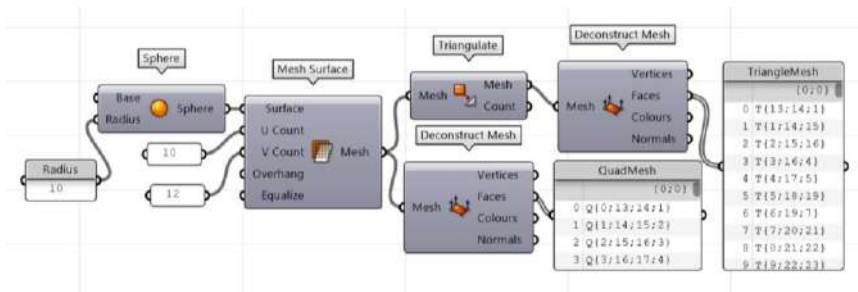 Sphere
Base
Radius
Sphere
Radius
10
10
12
Mesh Surface
Surface
U Count
V Count
Overhang
Equalize
Mesh
Triangulate
Mesh
Mesh
Count
Deconstruct Mesh
Mesh
Vertices
Faces
Colours
Normals
Deconstruct Mesh
Mesh
Vertices
Faces
Colours
Normals
QuadMesh
{0;0}
0 Q{0;13;14;1}
1 Q{1;14;15;2}
2 Q{2;15;16;3}
3 Q{3;16;17;4}
TriangleMesh
{0;0}
0 T{13;14;1}
1 T{1;14;15}
2 T{2;15;16}
3 T{3;16;4}
4 T{4;17;5}
5 T{5;18;19}
6 T{6;19;7}
7 T{7;20;21}
8 T{8;21;22}
9 T{9;22;23}